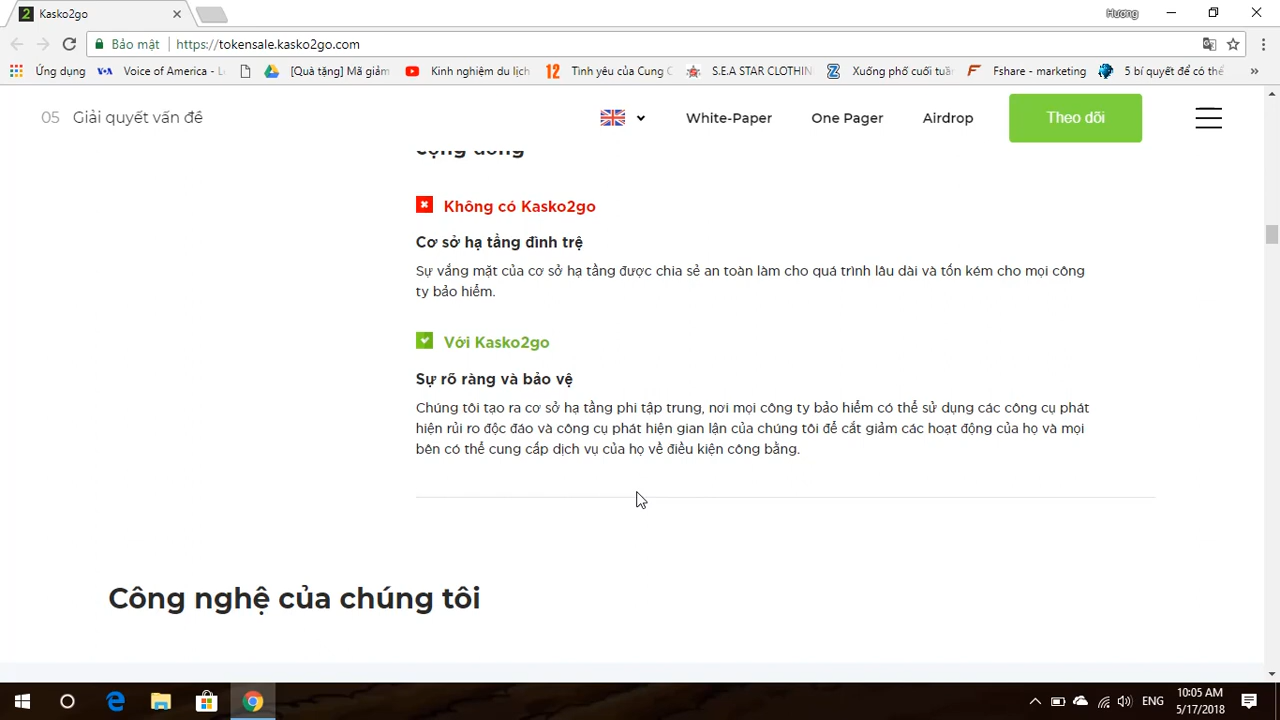 2 Kasko2go
Hương
Bảo mật
https://tokensale.kasko2go.com
Ứng dụng
VOA Voice of America - L
[Quà tặng] Mã giảm
Kinh nghiệm du lịch
12 Tình yêu của Cung
S.E.A STAR CLOTHIN
Z Xuống phố cuối tuần
F Fshare - marketing
5 bí quyết để có thể
»
05 Giải quyết vấn đề
White-Paper
One Pager
Airdrop
Theo dõi
cộng đồng
Không có Kasko2go
Cơ sở hạ tầng đình trệ
Sự vắng mặt của cơ sở hạ tầng được chia sẻ an toàn làm cho quá trình lâu dài và tốn kém cho mọi công
ty bảo hiểm.
Với Kasko2go
Sự rõ ràng và bảo vệ
Chúng tôi tạo ra cơ sở hạ tầng phi tập trung, nơi mọi công ty bảo hiểm có thể sử dụng các công cụ phát
hiện rủi ro độc đáo và công cụ phát hiện gian lận của chúng tôi để cắt giảm các hoạt động của họ và mọi
bên có thể cung cấp dịch vụ của họ về điều kiện công bằng.
Công nghệ của chúng tôi
ENG
10:05 AM
5/17/2018